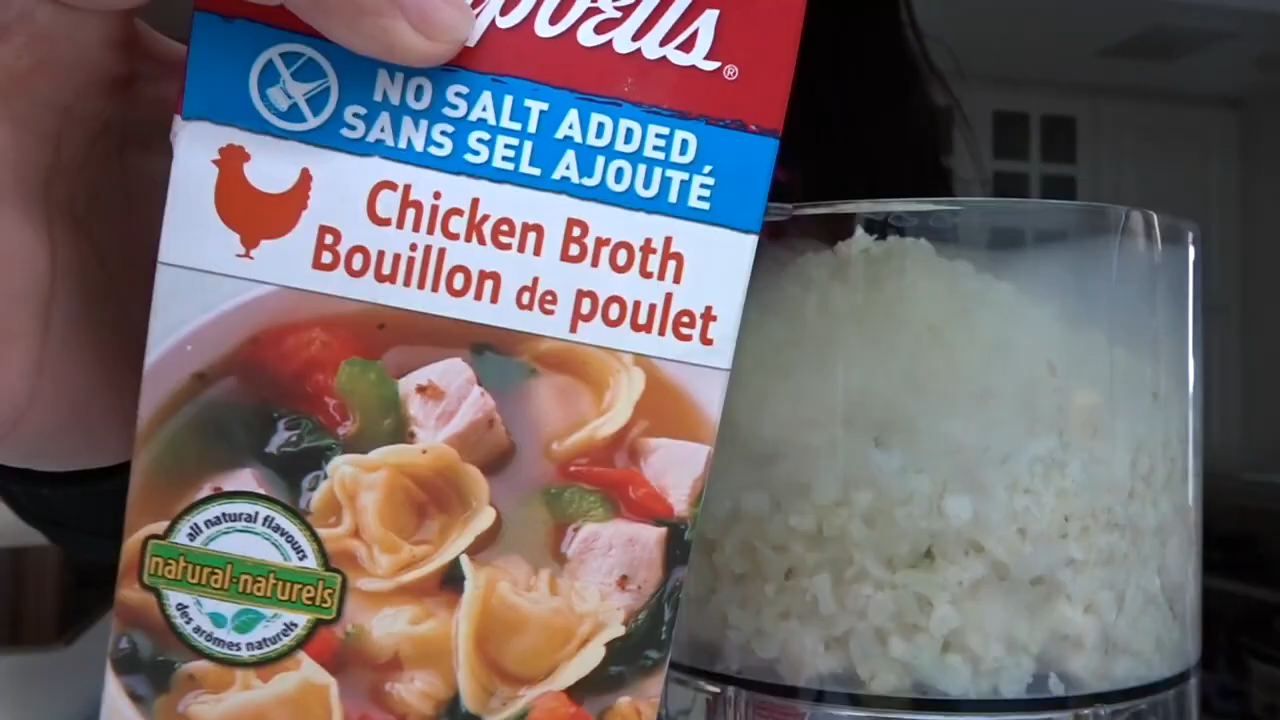 Campbell's®
NO SALT ADDED
SANS SEL AJOUTÉ
Chicken Broth
Bouillon de poulet
all natural flavours
natural·naturels
des arômes naturels